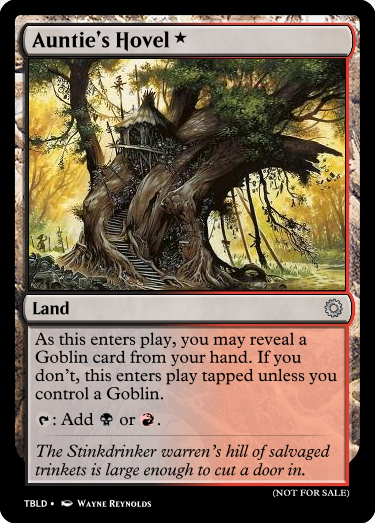 Auntie's Hovel ★
Land
As this enters play, you may reveal a
Goblin card from your hand. If you
don't, this enters play tapped unless you
control a Goblin.
: Add or .
The Stinkdrinker warren's hill of salvaged
trinkets is large enough to cut a door in.
(NOT FOR SALE)
TBLD • Wayne Reynolds